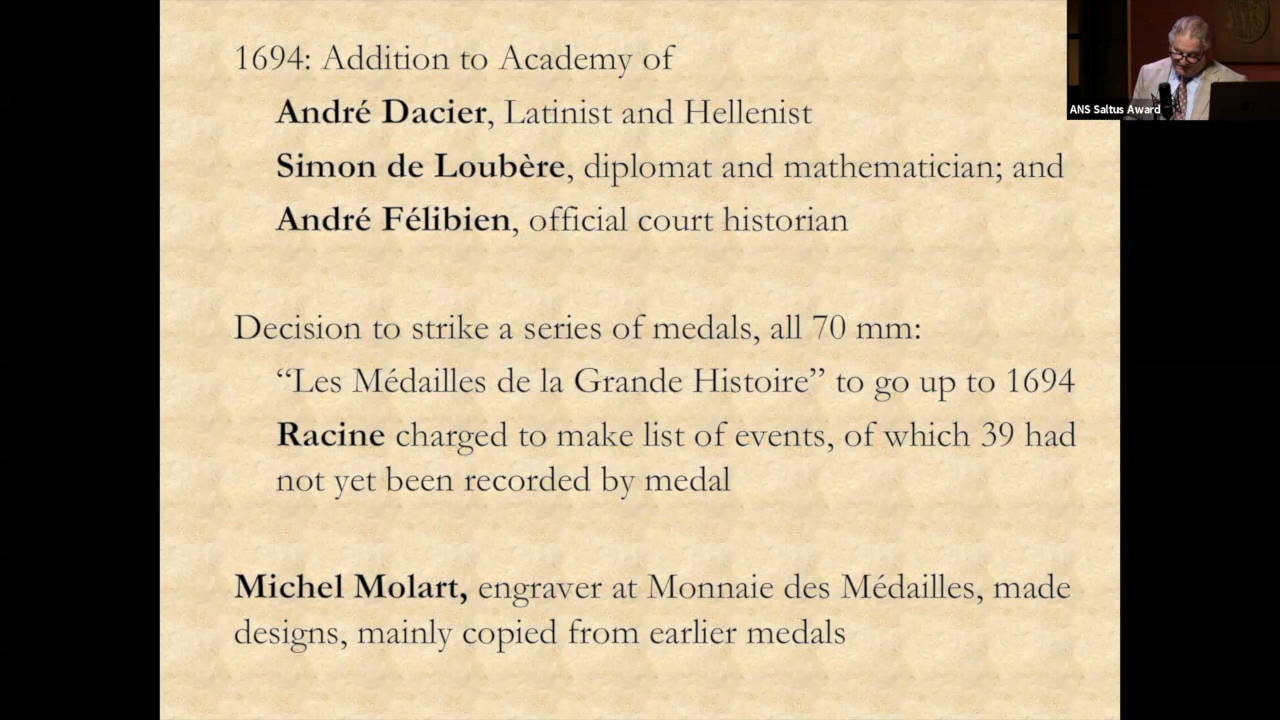 1694: Addition to Academy of
André Dacier, Latinist and Hellenist
Simon de Loubère, diplomat and mathematician; and
André Félibien, official court historian
Decision to strike a series of medals, all 70 mm:
“Les Médailles de la Grande Histoire” to go up to 1694
Racine charged to make list of events, of which 39 had
not yet been recorded by medal
Michel Molart, engraver at Monnaie des Médailles, made
designs, mainly copied from earlier medals
ANS Saltus Award